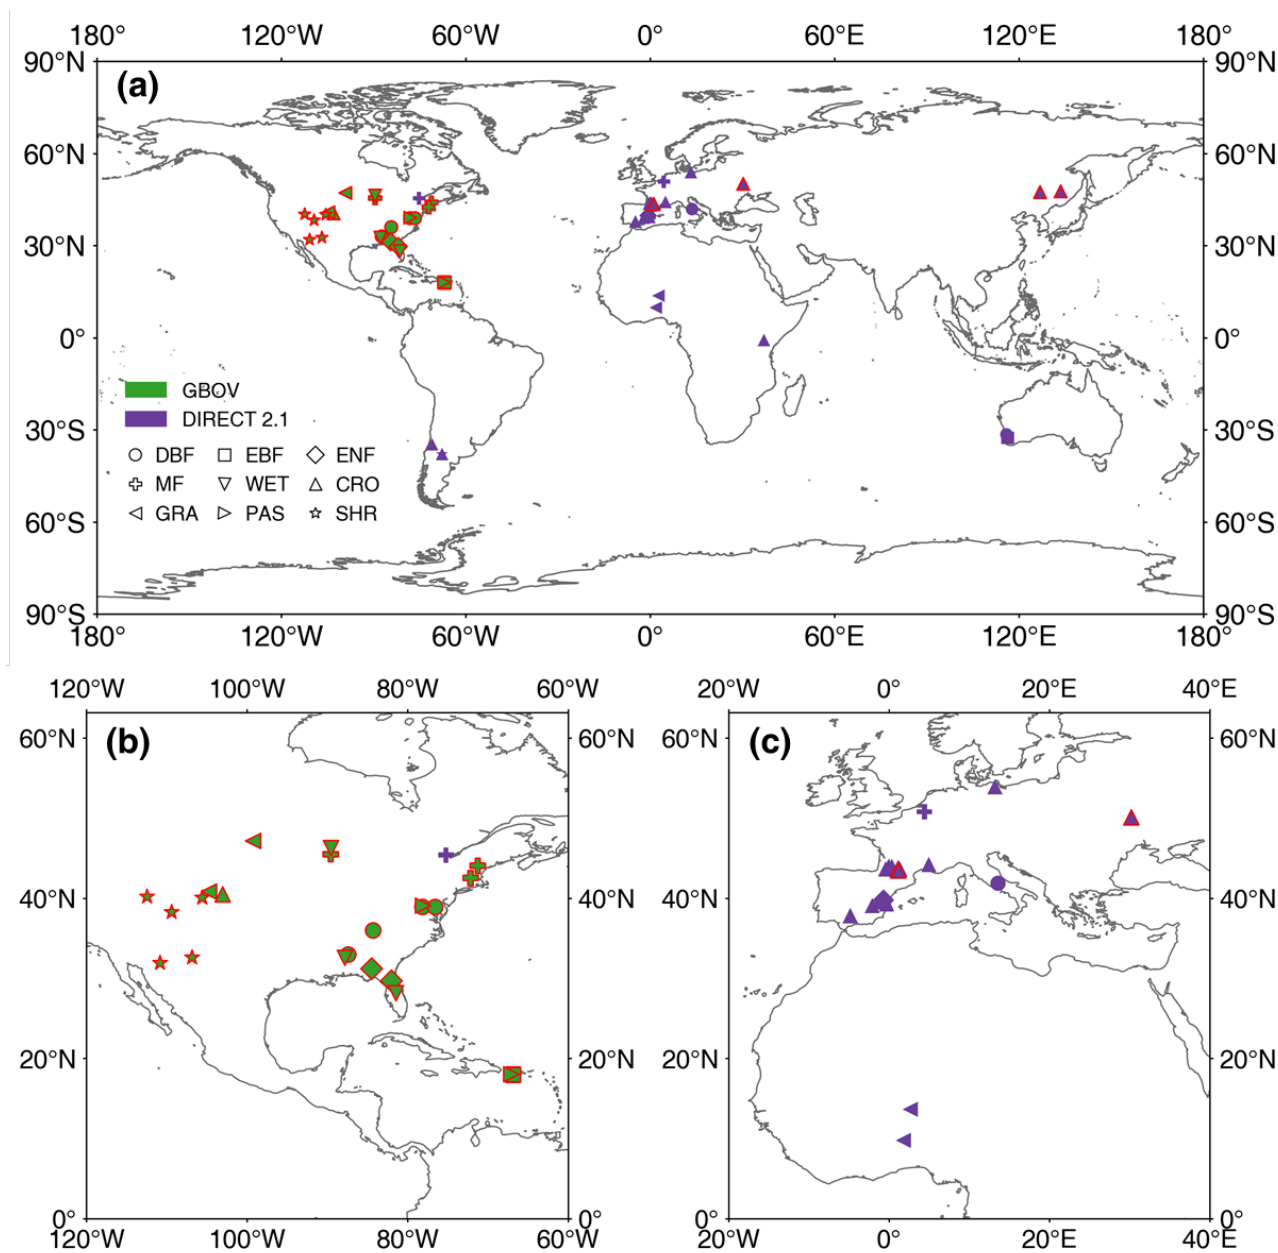 180° 120°W 60°W 0° 60°E 120°E 180°
90°N (a) 90°N
60°N 60°N
30°N 30°N
0° 0°
GBOV
DIRECT 2.1
30°S 30°S
DBF EBF ENF
MF WET CRO
GRA PAS SHR
60°S 60°S
90°S 90°S
180° 120°W 60°W 0° 60°E 120°E 180°
120°W 100°W 80°W 60°W 20°W 0° 20°E 40°E
60°N (b) 60°N 60°N (c) 60°N
40°N 40°N 40°N 40°N
20°N 20°N 20°N 20°N
0° 0° 0° 0°
120°W 100°W 80°W 60°W 20°W 0° 20°E 40°E